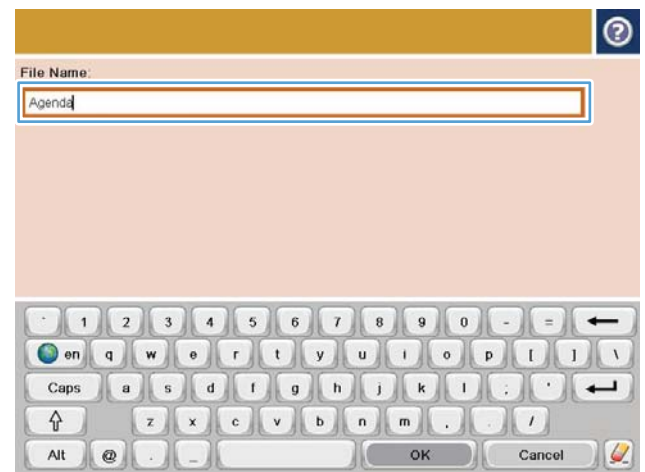 ?
File Name:
Agenda
` 1 2 3 4 5 6 7 8 9 0 - =
en q w e r t y u i o p [ ] \
Caps a s d f g h j k l ; '
z x c v b n m , . /
Alt @ . _ OK Cancel